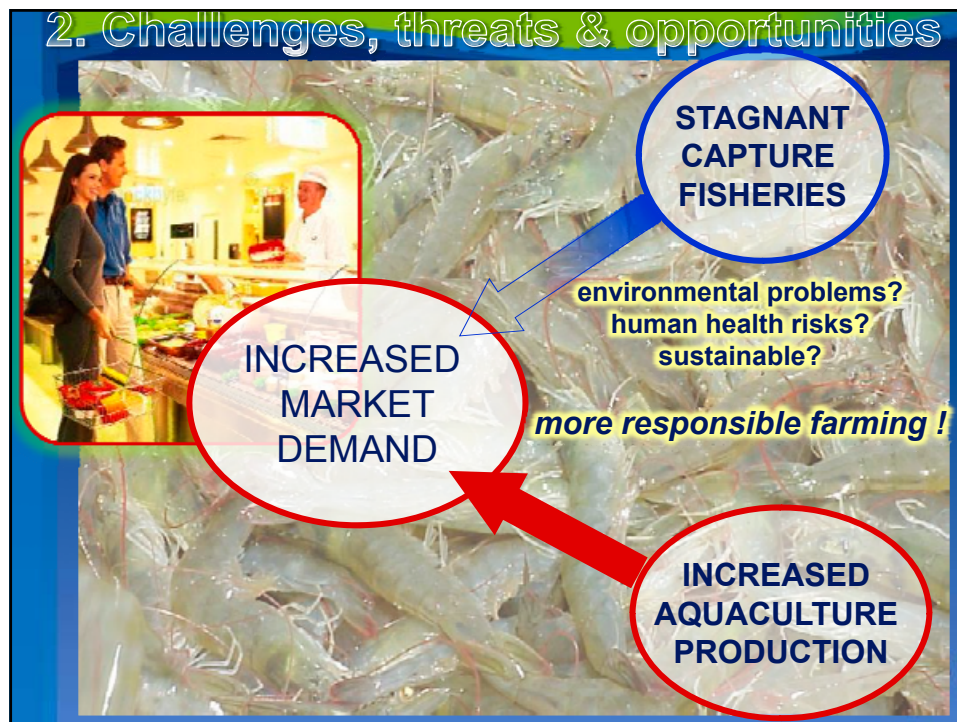 2. Challenges, threats & opportunities
STAGNANT
CAPTURE
FISHERIES
environmental problems?
human health risks?
sustainable?
INCREASED
MARKET
DEMAND
more responsible farming !
INCREASED
AQUACULTURE
PRODUCTION